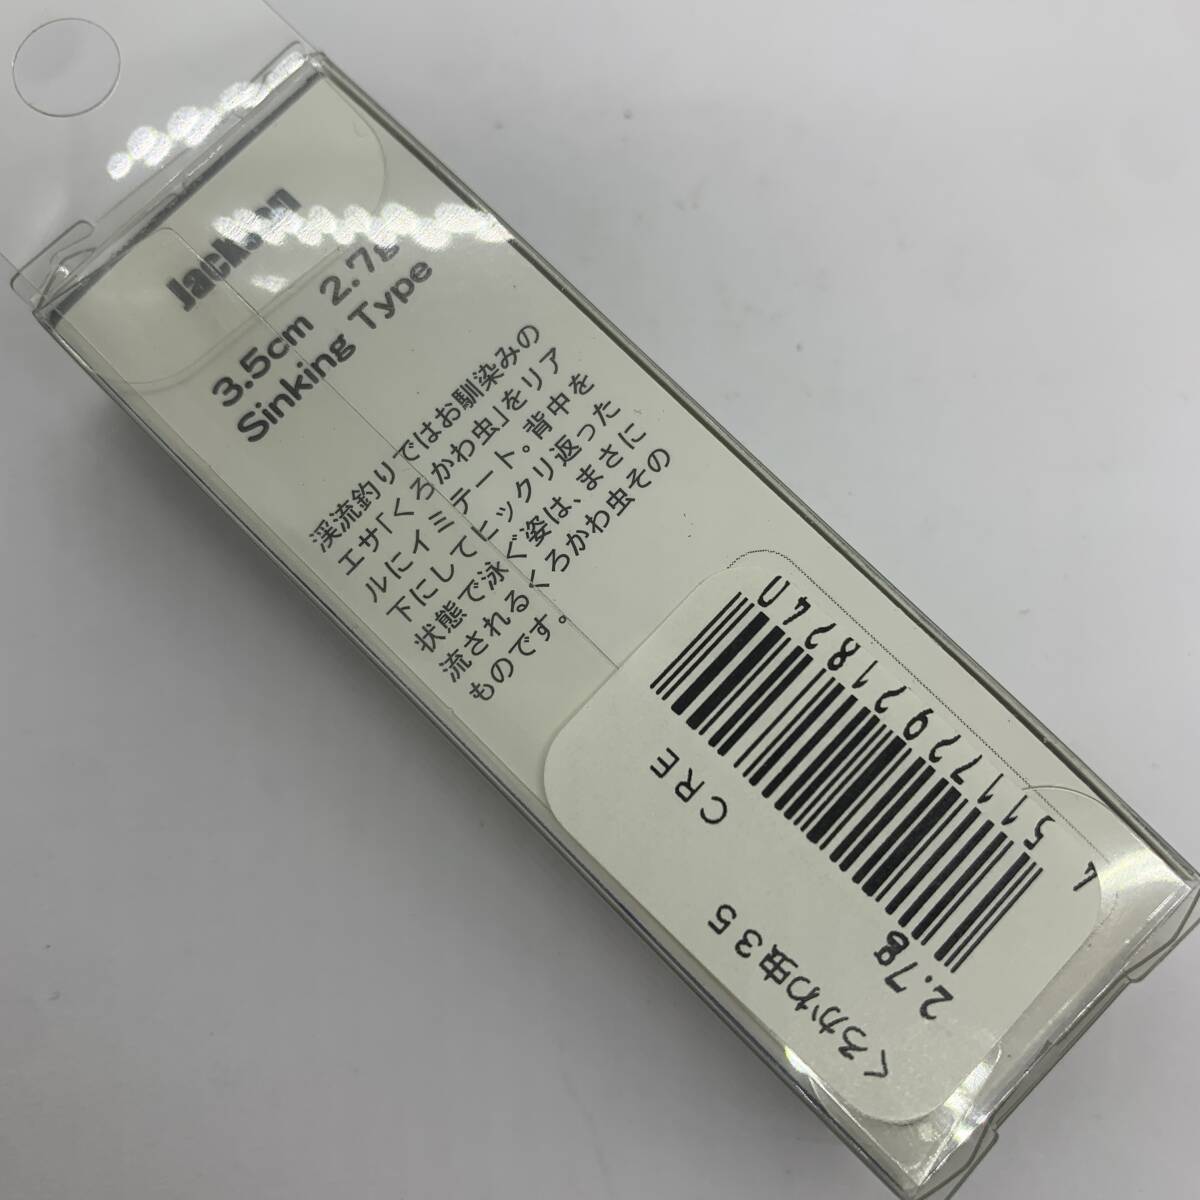 Jackson
3.5cm 2.7g
Sinking Type
渓流釣りではお馴染みの
エサ「くろかわ虫」をリア
ルにイミテート。背中を
下にしてヒックリ返った
状態で泳ぐ姿は、まさに
流されるくろかわ虫その
ものです。
くろかわ虫35
2.7g
CRE
4 511729 218240